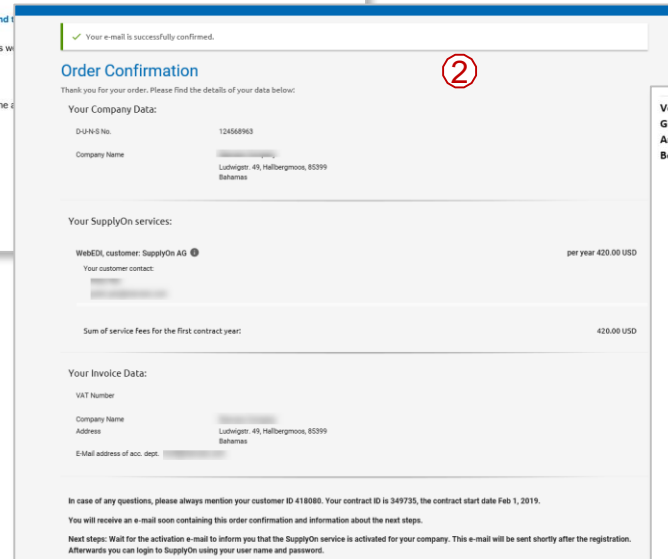 nd t
Your e-mail is successfully confirmed.
s w
Order Confirmation
②
Thank you for your order. Please find the details of your data below:
Your Company Data:
D-U-N-S No. 124568963
Company Name
Ludwigstr. 49, Hallbergmoos, 85399
Bahamas
Your SupplyOn services:
WebEDI, customer: SupplyOn AG per year 420.00 USD
Your customer contact:
Sum of service fees for the first contract year: 420.00 USD
Your Invoice Data:
VAT Number
Company Name
Address Ludwigstr. 49, Hallbergmoos, 85399
Bahamas
E-Mail address of acc. dept.
In case of any questions, please always mention your customer ID 418080. Your contract ID is 349735, the contract start date Feb 1, 2019.
You will receive an e-mail soon containing this order confirmation and information about the next steps.
Next steps: Wait for the activation e-mail to inform you that the SupplyOn service is activated for your company. This e-mail will be sent shortly after the registration.
Afterwards you can login to SupplyOn using your user name and password.